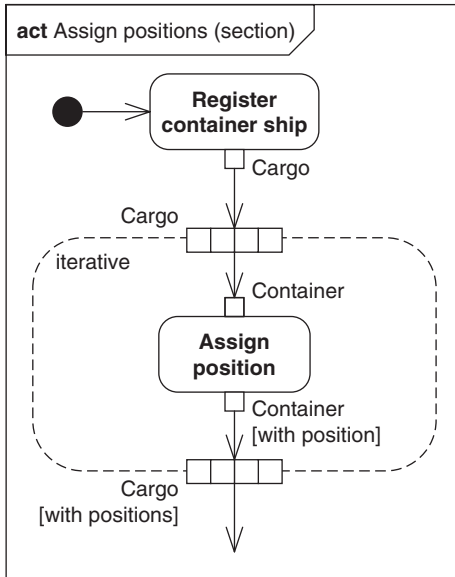 act Assign positions (section)
Register
container ship
Cargo
Cargo
iterative
Container
Assign
position
Container
[with position]
Cargo
[with positions]